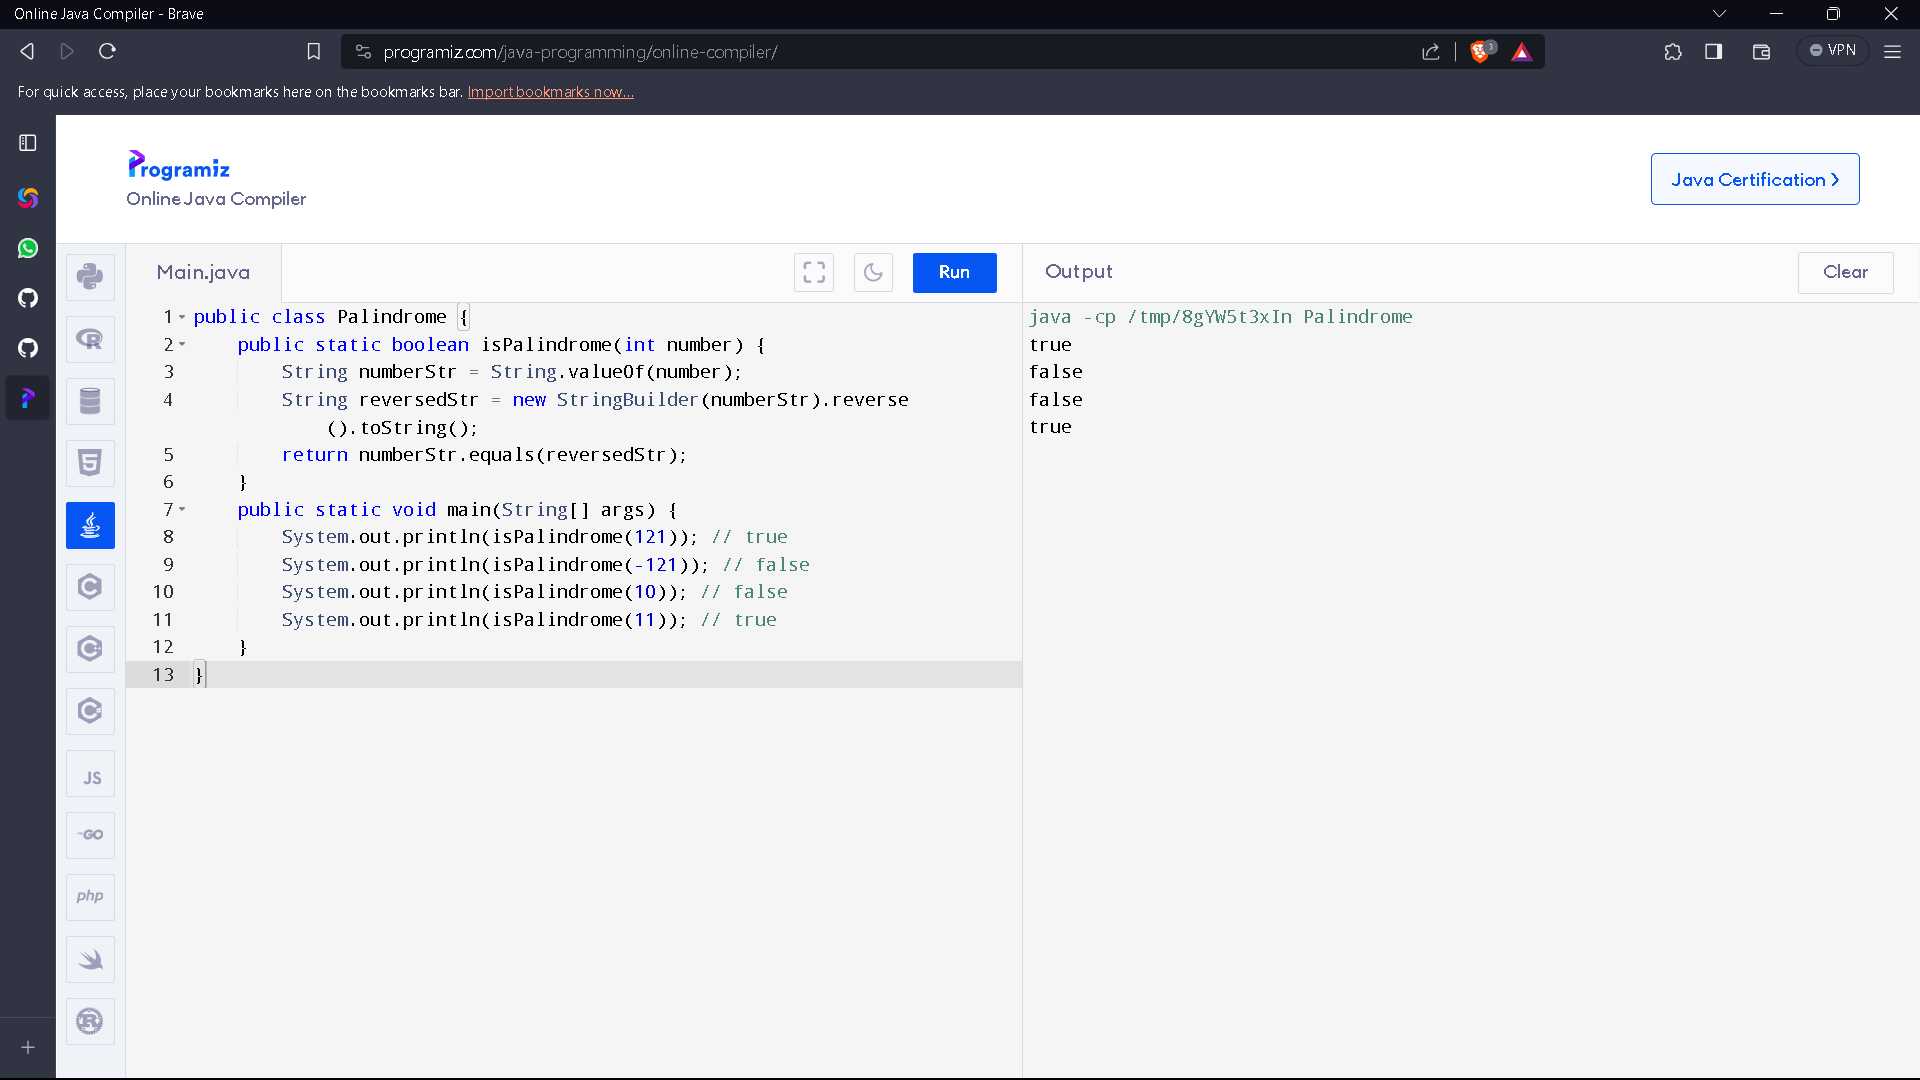 Online Java Compiler - Brave
programiz.com/java-programming/online-compiler/
3
VPN
For quick access, place your bookmarks here on the bookmarks bar. Import bookmarks now...
Programiz
Online Java Compiler
Java Certification >
Main.java
Run
Output
Clear
1 public class Palindrome {
2     public static boolean isPalindrome(int number) {
3         String numberStr = String.valueOf(number);
4         String reversedStr = new StringBuilder(numberStr).reverse
            ().toString();
5         return numberStr.equals(reversedStr);
6     }
7     public static void main(String[] args) {
8         System.out.println(isPalindrome(121)); // true
9         System.out.println(isPalindrome(-121)); // false
10         System.out.println(isPalindrome(10)); // false
11         System.out.println(isPalindrome(11)); // true
12     }
13 }
java -cp /tmp/8gYW5t3xIn Palindrome
true
false
false
true
R
5
C
C
C
JS
GO
php
R